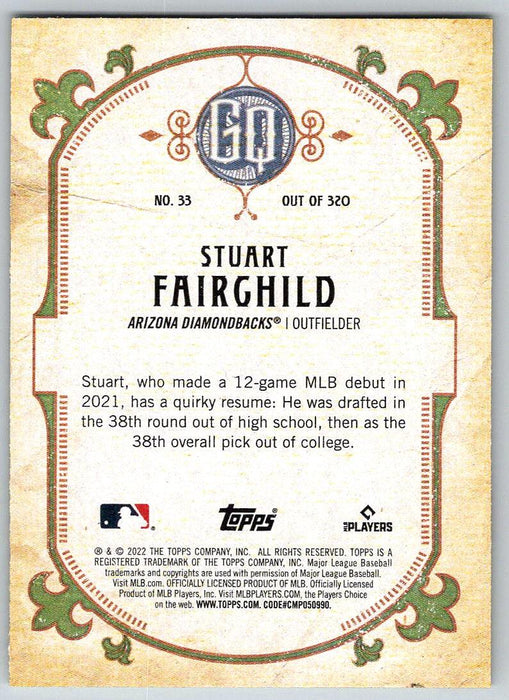 GQ
NO. 33 OUT OF 320
STUART
FAIRCHILD
ARIZONA DIAMONDBACKS® | OUTFIELDER
Stuart, who made a 12-game MLB debut in
2021, has a quirky resume: He was drafted in
the 38th round out of high school, then as the
38th overall pick out of college.
topps® MLB PLAYERS
® & © 2022 THE TOPPS COMPANY, INC. ALL RIGHTS RESERVED. TOPPS IS A
REGISTERED TRADEMARK OF THE TOPPS COMPANY, INC. Major League Baseball
trademarks and copyrights are used with permission of Major League Baseball.
Visit MLB.com. OFFICIALLY LICENSED PRODUCT OF MLB. Officially Licensed
Product of MLB Players, Inc. Visit MLBPLAYERS.COM, the Players Choice
on the web. WWW.TOPPS.COM. CODE#CMP050990.